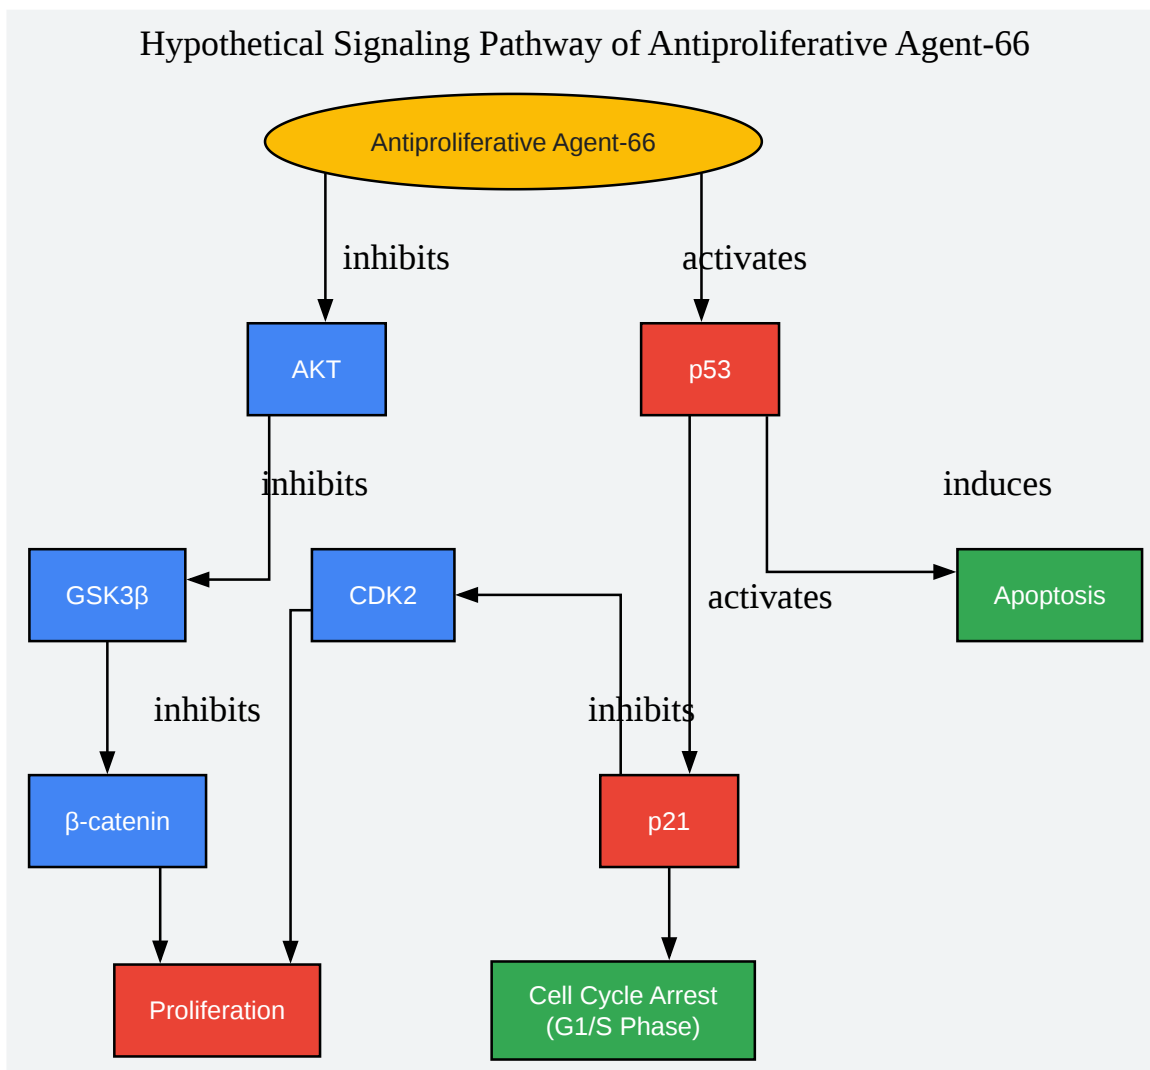 Hypothetical Signaling Pathway of Antiproliferative Agent-66
Antiproliferative Agent-66
inhibits
activates
AKT
p53
inhibits
induces
GSK3β
CDK2
activates
Apoptosis
inhibits
inhibits
β-catenin
p21
Proliferation
Cell Cycle Arrest
(G1/S Phase)